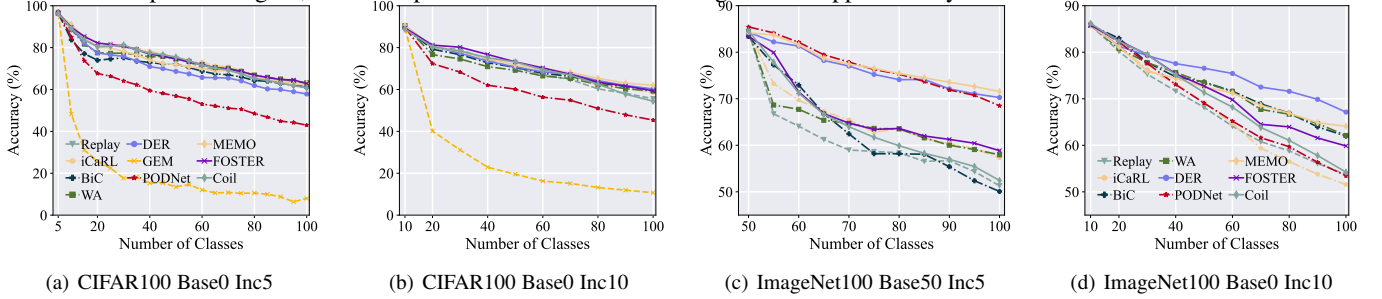 100
80
60
40
20
0
Accuracy (%)
Replay
iCaRL
BiC
WA
DER
GEM
PODNet
MEMO
FOSTER
Coil
5 20 40 60 80 100
Number of Classes
(a) CIFAR100 Base0 Inc5
100
80
60
40
20
0
Accuracy (%)
10 20 40 60 80 100
Number of Classes
(b) CIFAR100 Base0 Inc10
90
80
70
60
50
Accuracy (%)
50 60 70 80 90 100
Number of Classes
(c) ImageNet100 Base50 Inc5
90
80
70
60
50
Accuracy (%)
Replay
iCaRL
BiC
WA
DER
PODNet
MEMO
FOSTER
Coil
10 20 30 40 50 60 70 80 90 100
Number of Classes
(d) ImageNet100 Base0 Inc10